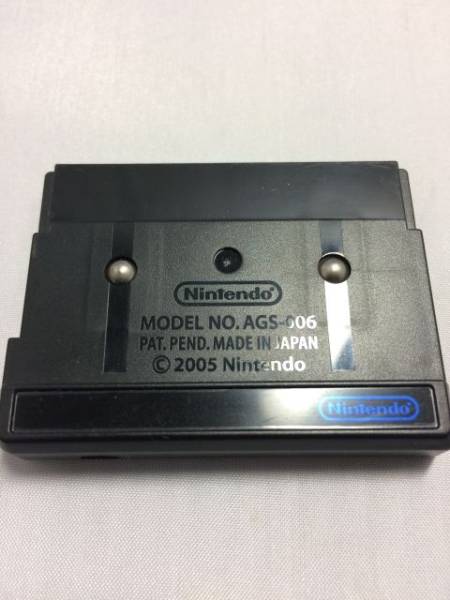 Nintendo
MODEL NO. AGS-006
PAT. PEND. MADE IN JAPAN
© 2005 Nintendo
Nintendo